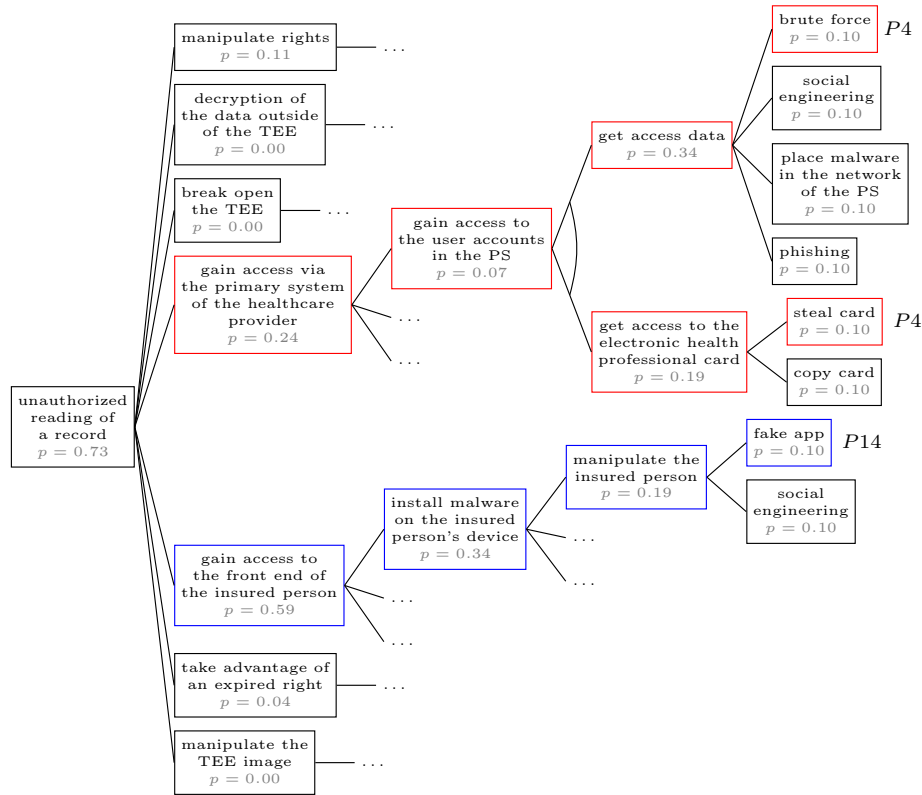 brute force
p = 0.10
P4
manipulate rights
p = 0.11
...
social
engineering
p = 0.10
decryption of
the data outside
of the TEE
p = 0.00
...
get access data
p = 0.34
place malware
in the network
of the PS
p = 0.10
break open
the TEE
p = 0.00
...
gain access to
the user accounts
in the PS
p = 0.07
phishing
p = 0.10
gain access via
the primary system
of the healthcare
provider
p = 0.24
...
...
get access to the
electronic health
professional card
p = 0.19
steal card
p = 0.10
P4
copy card
p = 0.10
unauthorized
reading of
a record
p = 0.73
fake app
p = 0.10
P14
manipulate the
insured person
p = 0.19
social
engineering
p = 0.10
install malware
on the insured
person's device
p = 0.34
...
...
gain access to
the front end of
the insured person
p = 0.59
...
...
take advantage of
an expired right
p = 0.04
...
manipulate the
TEE image
p = 0.00
...